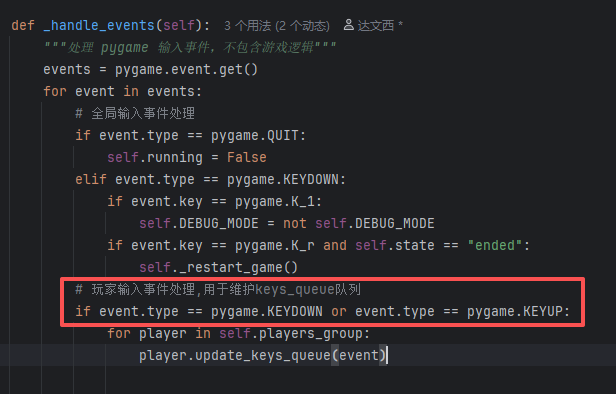 def _handle_events(self): 3 个用法 (2 个动态) 达文西 *
"""处理 pygame 输入事件，不包含游戏逻辑"""
events = pygame.event.get()
for event in events:
# 全局输入事件处理
if event.type == pygame.QUIT:
self.running = False
elif event.type == pygame.KEYDOWN:
if event.key == pygame.K_1:
self.DEBUG_MODE = not self.DEBUG_MODE
if event.key == pygame.K_r and self.state == "ended":
self._restart_game()
# 玩家输入事件处理,用于维护keys_queue队列
if event.type == pygame.KEYDOWN or event.type == pygame.KEYUP:
for player in self.players_group:
player.update_keys_queue(event)